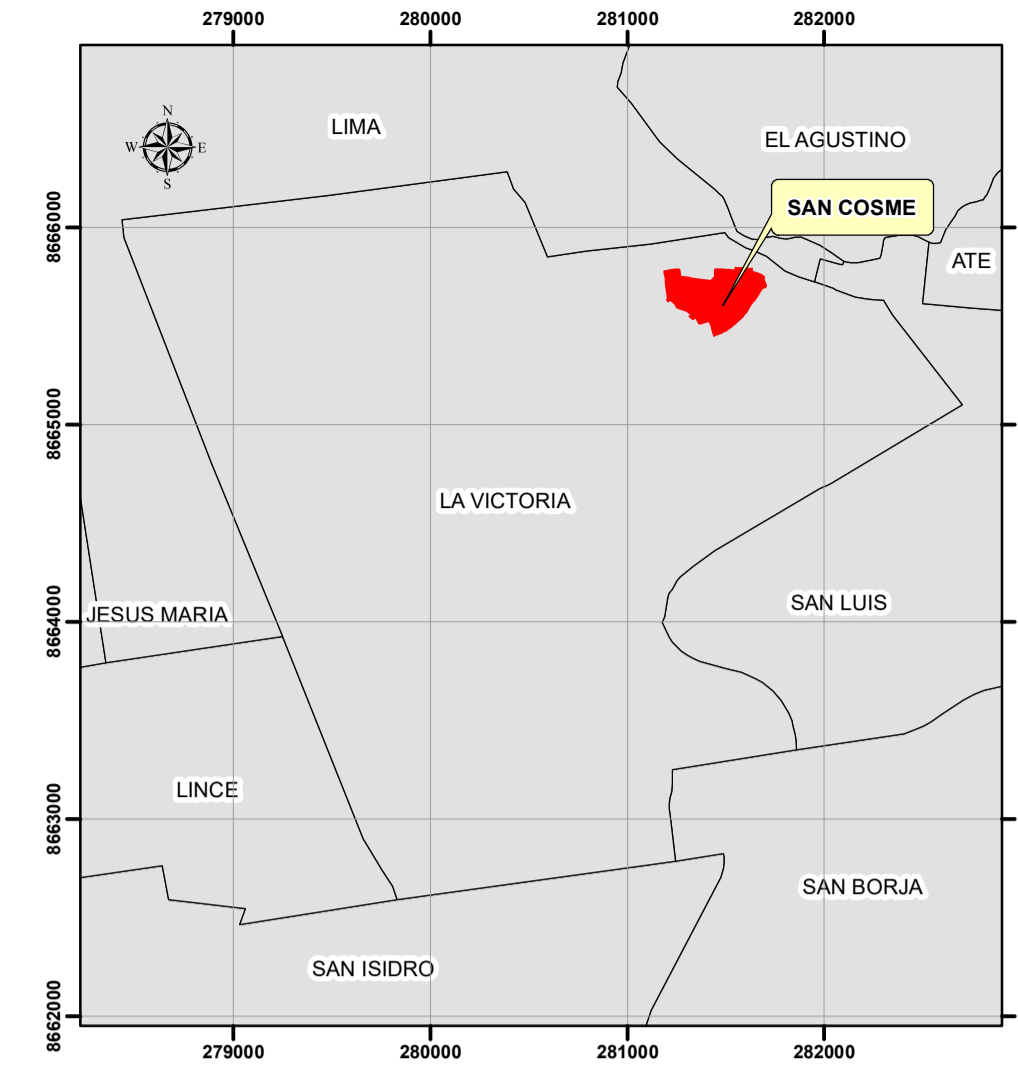 279000 280000 281000 282000
N
W E
S
LIMA
EL AGUSTINO
SAN COSME
8666000
ATE
8665000
LA VICTORIA
SAN LUIS
JESUS MARIA
8664000
LINCE
8663000
SAN BORJA
SAN ISIDRO
8662000
279000 280000 281000 282000